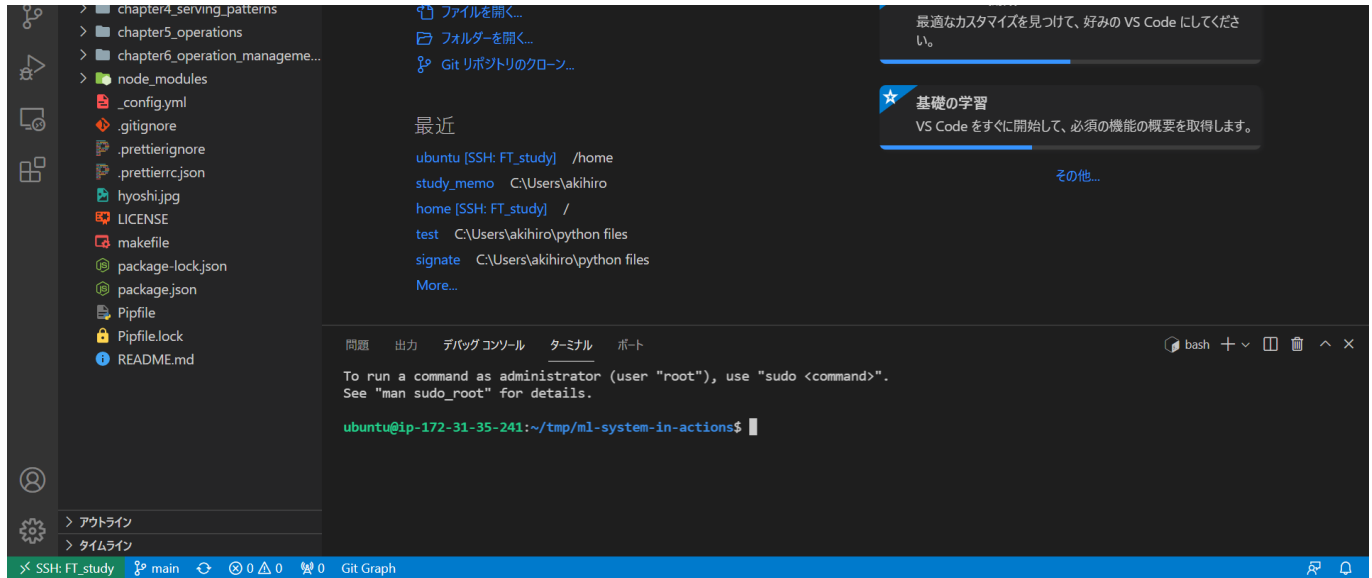 chapter4_serving_patterns
chapter5_operations
chapter6_operation_manageme...
node_modules
_config.yml
.gitignore
.prettierignore
.prettierrc.json
hyoshi.jpg
LICENSE
makefile
package-lock.json
package.json
Pipfile
Pipfile.lock
README.md
アウトライン
タイムライン
ファイルを開く...
フォルダーを開く...
Git リポジトリのクローン...
最近
ubuntu [SSH: FT_study] /home
study_memo C:\Users\akihiro
home [SSH: FT_study] /
test C:\Users\akihiro\python files
signate C:\Users\akihiro\python files
More...
最適なカスタマイズを見つけて、好みの VS Code にしてくださ
い。
基礎の学習
VS Code をすぐに開始して、必須の機能の概要を取得します。
その他...
問題 出力 デバッグ コンソール ターミナル ポート
bash
To run a command as administrator (user "root"), use "sudo <command>".
See "man sudo_root" for details.
ubuntu@ip-172-31-35-241:~/tmp/ml-system-in-actions$
SSH: FT_study main 0 0 0 Git Graph